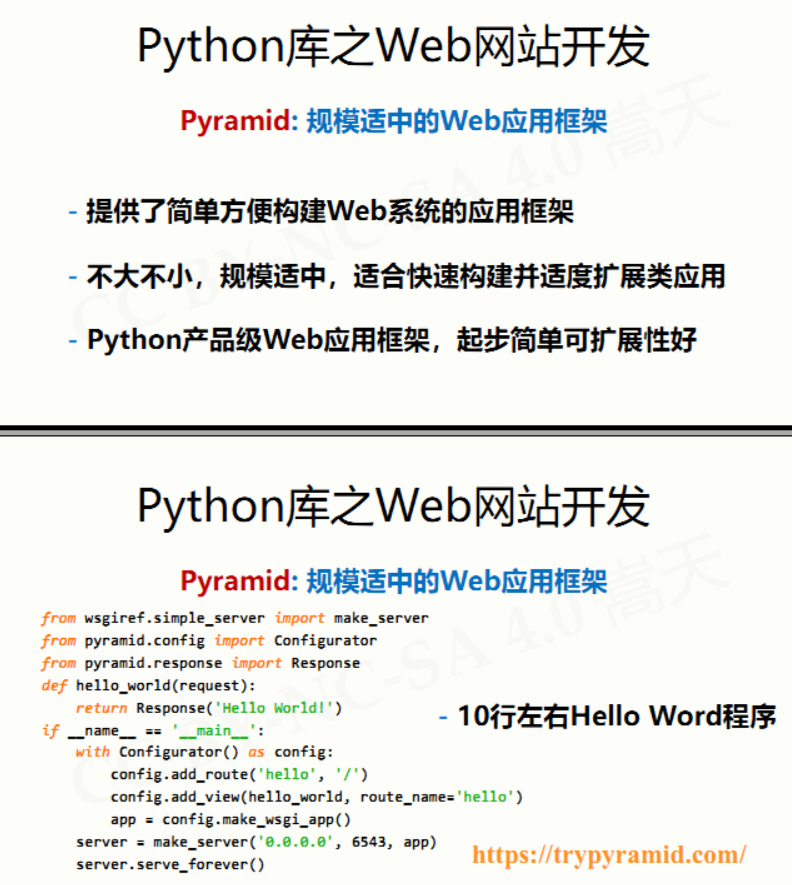 Python库之Web网站开发
Pyramid: 规模适中的Web应用框架
- 提供了简单方便构建Web系统的应用框架
- 不大不小，规模适中，适合快速构建并适度扩展类应用
- Python产品级Web应用框架，起步简单可扩展性好
CC BY-NC-SA 4.0 嵩天
Python库之Web网站开发
Pyramid: 规模适中的Web应用框架
from wsgiref.simple_server import make_server
from pyramid.config import Configurator
from pyramid.response import Response
def hello_world(request):
    return Response('Hello World!')
if __name__ == '__main__':
    with Configurator() as config:
        config.add_route('hello', '/')
        config.add_view(hello_world, route_name='hello')
        app = config.make_wsgi_app()
    server = make_server('0.0.0.0', 6543, app)
    server.serve_forever()
- 10行左右Hello Word程序
https://trypyramid.com/
CC BY-NC-SA 4.0 嵩天